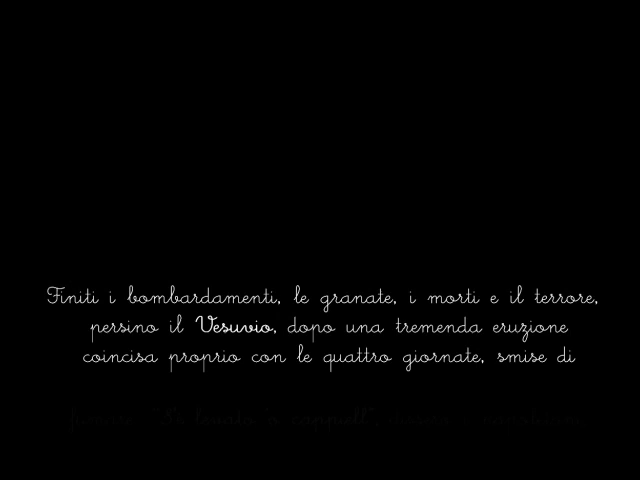 Finiti i bombardamenti, le granate, i morti e il terrore,
persino il Vesuvio, dopo una tremenda eruzione
coincisa proprio con le quattro giornate, smise di